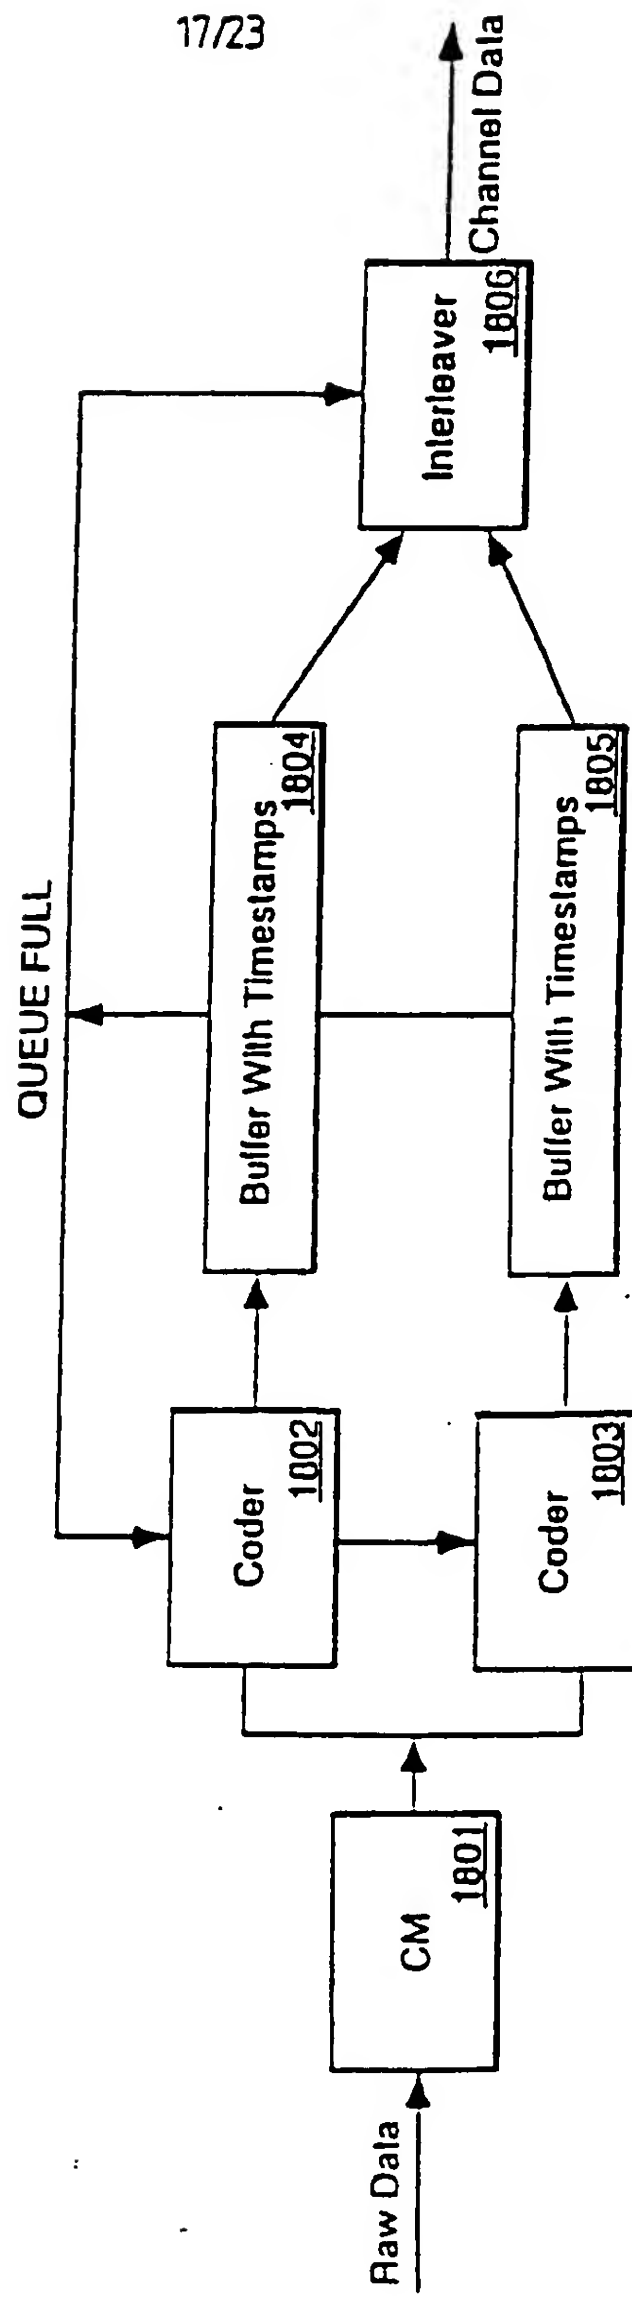 17/23
QUEUE FULL
Raw Data
CM
1801
Coder
1802
Coder
1803
Buffer With Timestamps
1804
Buffer With Timestamps
1805
Interleaver
1806
Channel Data